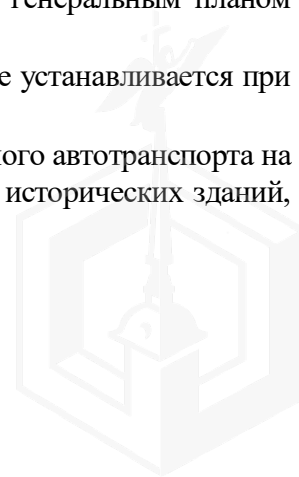 генеральным планом
е устанавливается при
ного автотранспорта на
исторических зданий,